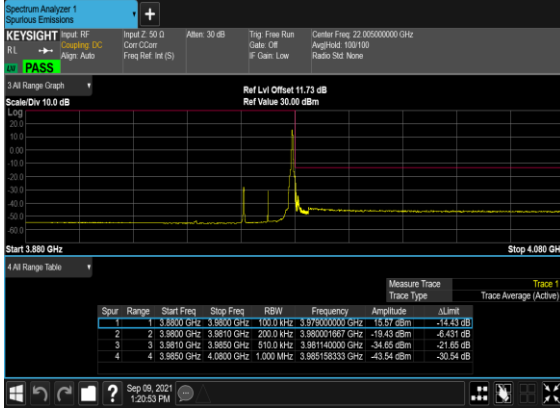 Spectrum Analyzer 1
Spurious Emissions
KEYSIGHT Input: RF Input Z: 50 Ω Atten: 30 dB Trig: Free Run Center Freq: 22.005000000 GHz
RL Coupling: DC Corr CCorr Gate: Off Avg|Hold: 100/100
Align: Auto Freq Ref: Int (S) IF Gain: Low Radio Std: None
PASS
3 All Range Graph
Ref Lvl Offset 11.73 dB
Scale/Div 10.0 dB Ref Value 30.00 dBm
Log
20.0
10.0
0.00
-10.0
-20.0
-30.0
-40.0
-50.0
-60.0
Start 3.880 GHz Stop 4.080 GH
4 All Range Table
Measure Trace Trace 1
Trace Type Trace Average (Active)
Spur Range Start Freq Stop Freq RBW Frequency Amplitude ΔLimit
1 1 3.8800 GHz 3.9800 GHz 100.0 kHz 3.979000000 GHz 15.57 dBm -14.43 dB
2 2 3.9800 GHz 3.9810 GHz 200.0 kHz 3.980001667 GHz -19.43 dBm -6.431 dB
3 3 3.9810 GHz 3.9850 GHz 510.0 kHz 3.981140000 GHz -34.65 dBm -21.65 dB
4 4 3.9850 GHz 4.0800 GHz 1.000 MHz 3.985158333 GHz -43.54 dBm -30.54 dB
? Sep 09, 2021
1:20:53 PM